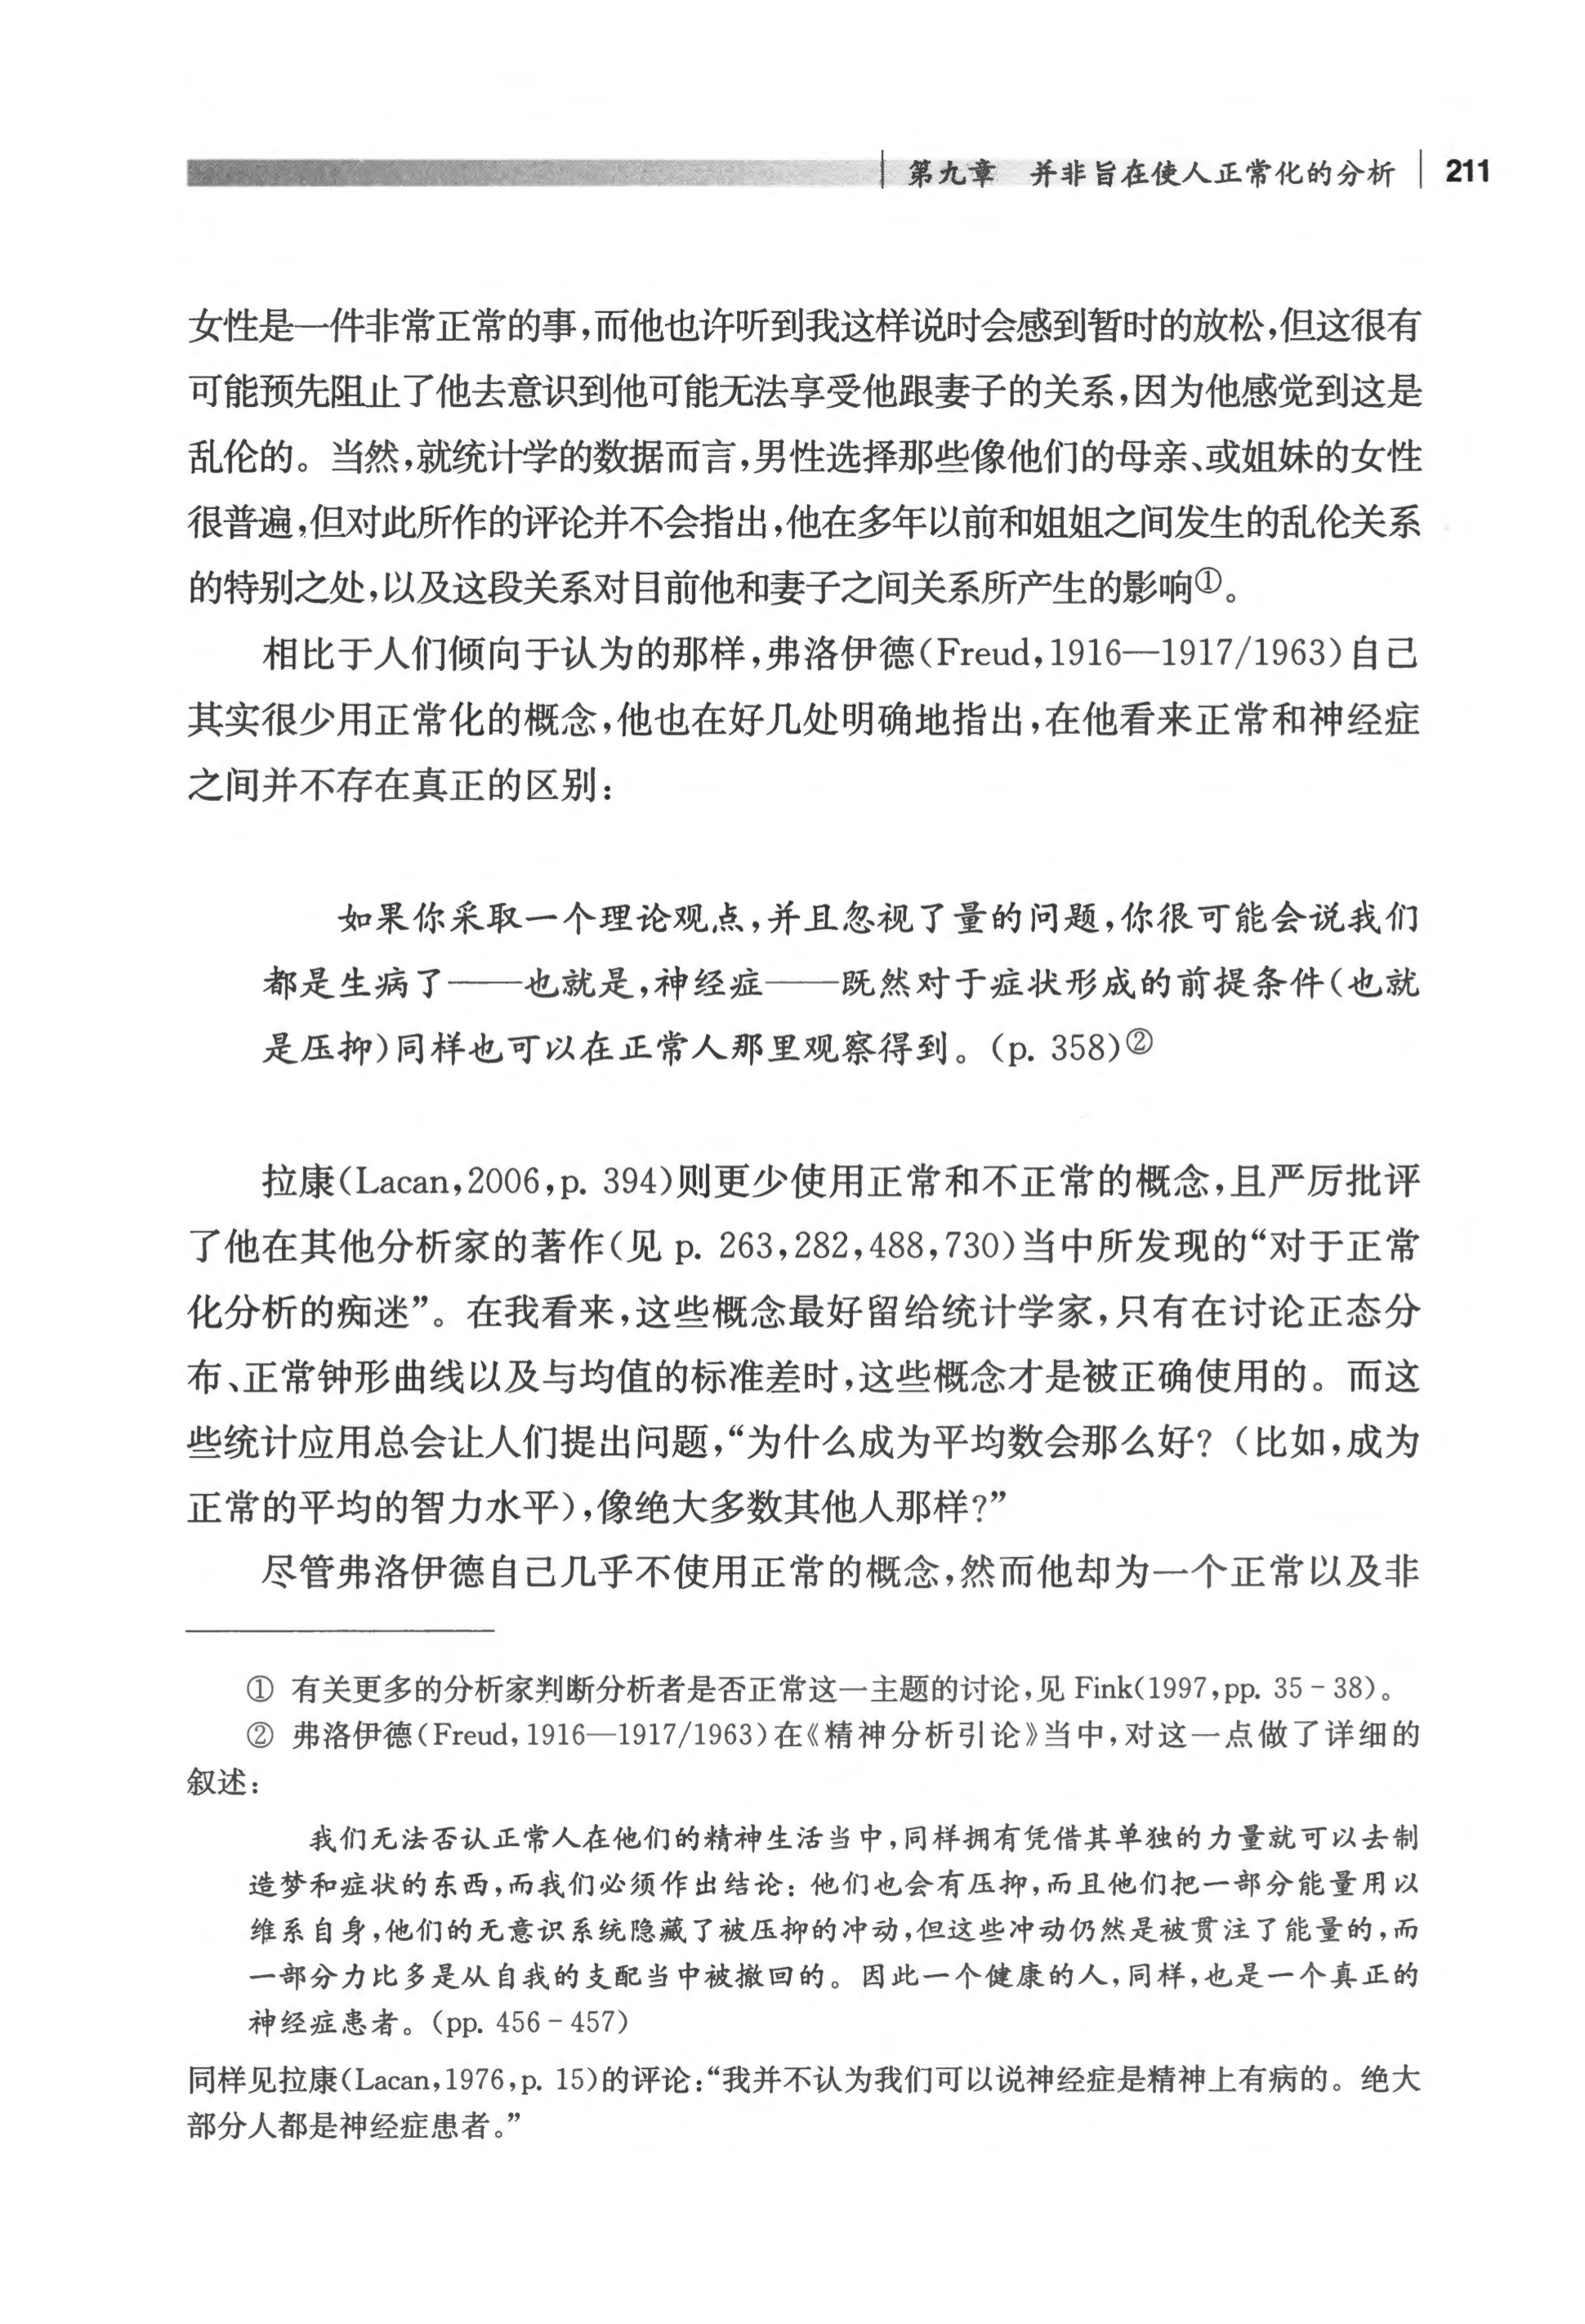 第九章　并非旨在使人正常化的分析 211
女性是一件非常正常的事,而他也许听到我这样说时会感到暂时的放松,但这很有
可能预先阻止了他去意识到他可能无法享受他跟妻子的关系,因为他感觉到这是
乱伦的。当然,就统计学的数据而言,男性选择那些像他们的母亲、或姐妹的女性
很普遍,但对此所作的评论并不会指出,他在多年以前和姐姐之间发生的乱伦关系
的特别之处,以及这段关系对目前他和妻子之间关系所产生的影响①。
相比于人们倾向于认为的那样,弗洛伊德(Freud,1916—1917/1963)自己
其实很少用正常化的概念,他也在好几处明确地指出,在他看来正常和神经症
之间并不存在真正的区别:
如果你采取一个理论观点,并且忽视了量的问题,你很可能会说我们
都是生病了——也就是,神经症——既然对于症状形成的前提条件(也就
是压抑)同样也可以在正常人那里观察得到。(p. 358)②
拉康(Lacan,2006,p. 394)则更少使用正常和不正常的概念,且严厉批评
了他在其他分析家的著作(见 p. 263,282,488,730)当中所发现的“对于正常
化分析的痴迷”。在我看来,这些概念最好留给统计学家,只有在讨论正态分
布、正常钟形曲线以及与均值的标准差时,这些概念才是被正确使用的。而这
些统计应用总会让人们提出问题,“为什么成为平均数会那么好?(比如,成为
正常的平均的智力水平),像绝大多数其他人那样?”
尽管弗洛伊德自己几乎不使用正常的概念,然而他却为一个正常以及非
① 有关更多的分析家判断分析者是否正常这一主题的讨论,见 Fink(1997,pp. 35-38)。
② 弗洛伊德(Freud,1916—1917/1963)在《精神分析引论》当中,对这一点做了详细的
叙述:
我们无法否认正常人在他们的精神生活当中,同样拥有凭借其单独的力量就可以去制
造梦和症状的东西,而我们必须作出结论:他们也会有压抑,而且他们把一部分能量用以
维系自身,他们的无意识系统隐藏了被压抑的冲动,但这些冲动仍然是被贯注了能量的,而
一部分力比多是从自我的支配当中被撤回的。因此一个健康的人,同样,也是一个真正的
神经症患者。(pp. 456-457)
同样见拉康(Lacan,1976,p. 15)的评论:“我并不认为我们可以说神经症是精神上有病的。绝大
部分人都是神经症患者。”